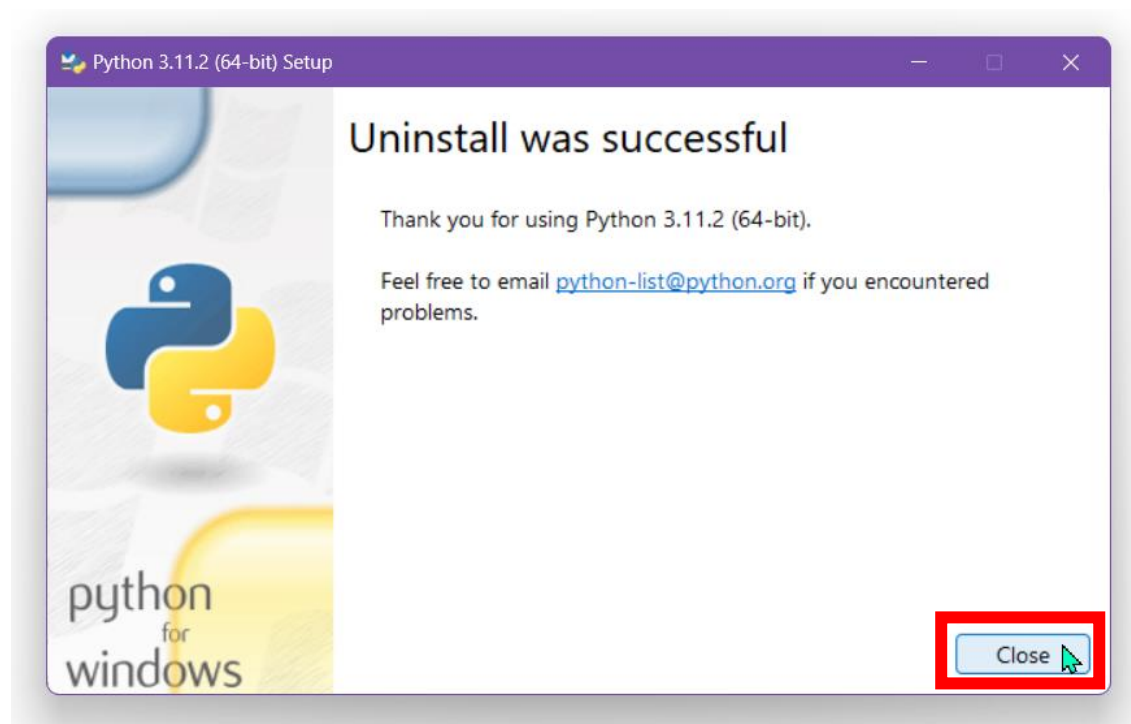 Python 3.11.2 (64-bit) Setup
Uninstall was successful
Thank you for using Python 3.11.2 (64-bit).
Feel free to email python-list@python.org if you encountered
problems.
python
for
windows
Close